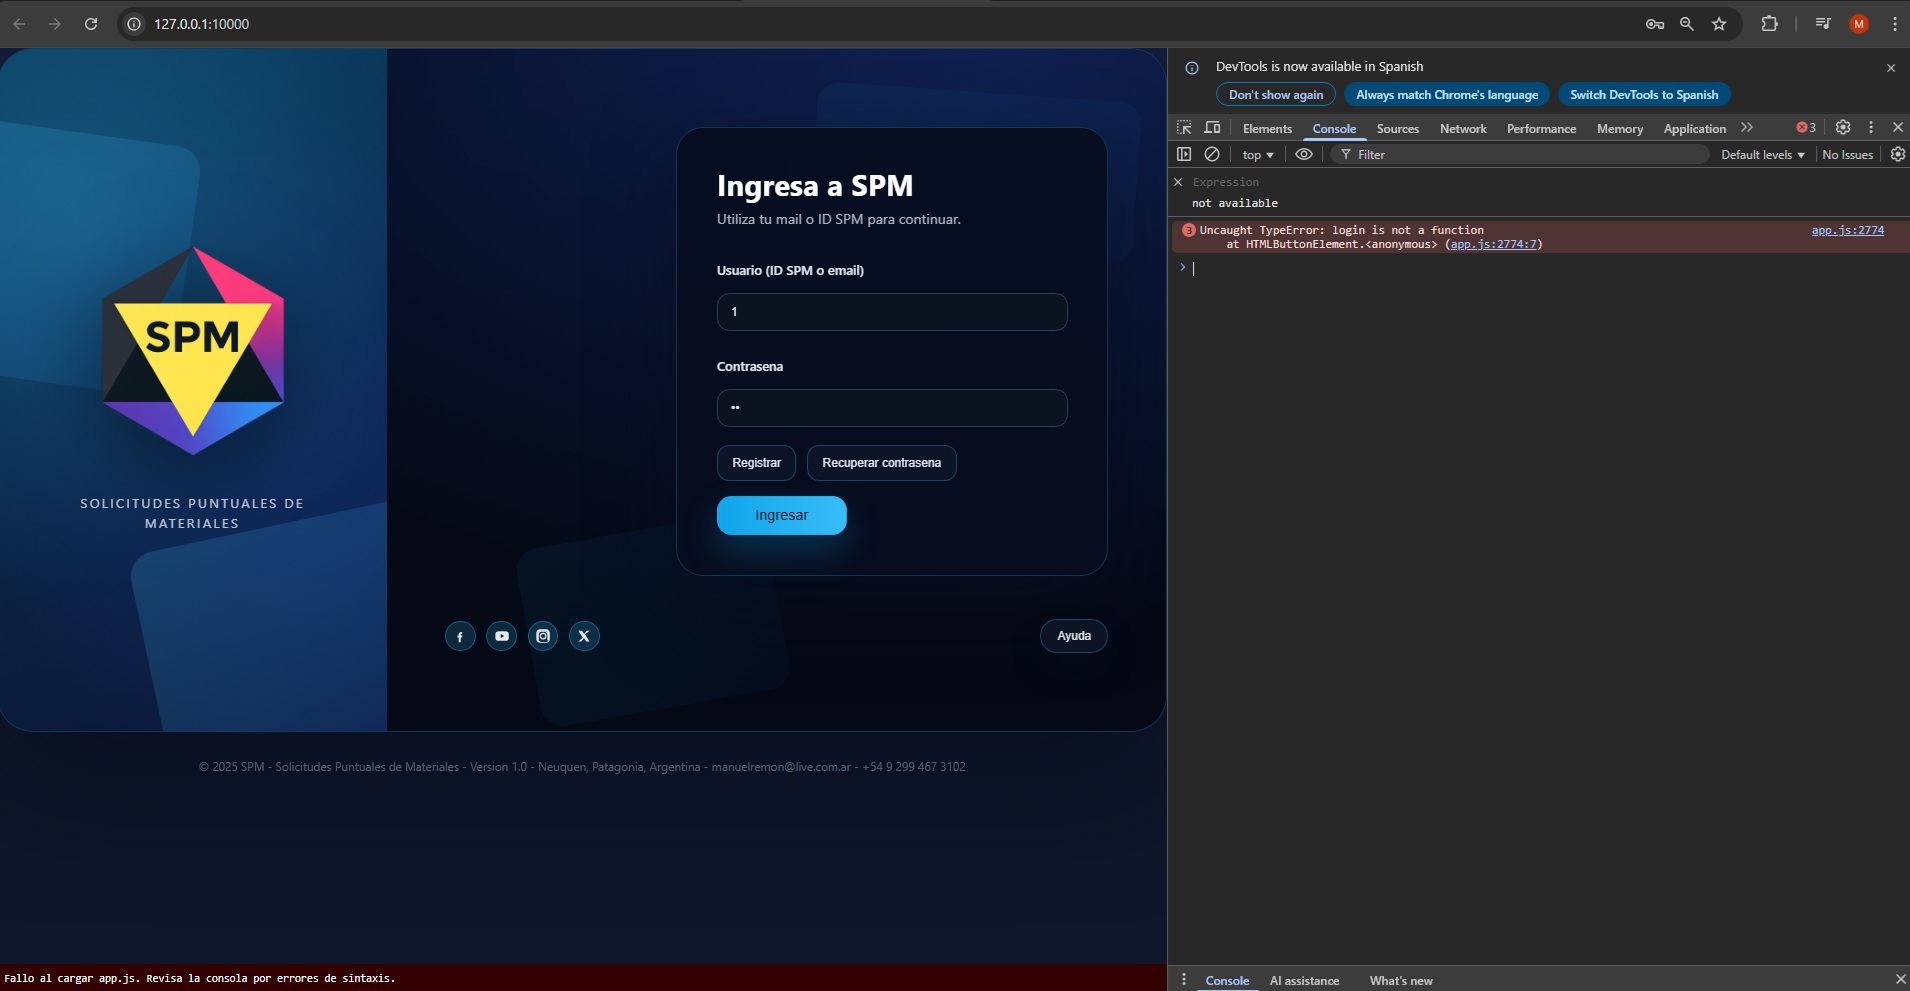 127.0.0.1:10000
M
DevTools is now available in Spanish
Don't show again
Always match Chrome's language
Switch DevTools to Spanish
Elements
Console
Sources
Network
Performance
Memory
Application
3
top
Filter
Default levels
No Issues
Expression
not available
3
Uncaught TypeError: login is not a function
app.js:2774
at HTMLButtonElement.<anonymous> (app.js:2774:7)
SPM
SOLICITUDES PUNTUALES DE
MATERIALES
Ingresa a SPM
Utiliza tu mail o ID SPM para continuar.
Usuario (ID SPM o email)
1
Contrasena
••
Registrar
Recuperar contrasena
Ingresar
Ayuda
© 2025 SPM - Solicitudes Puntuales de Materiales - Version 1.0 - Neuquen, Patagonia, Argentina - manuelremon@live.com.ar - +54 9 299 467 3102
Fallo al cargar app.js. Revisa la consola por errores de sintaxis.
Console
AI assistance
What's new